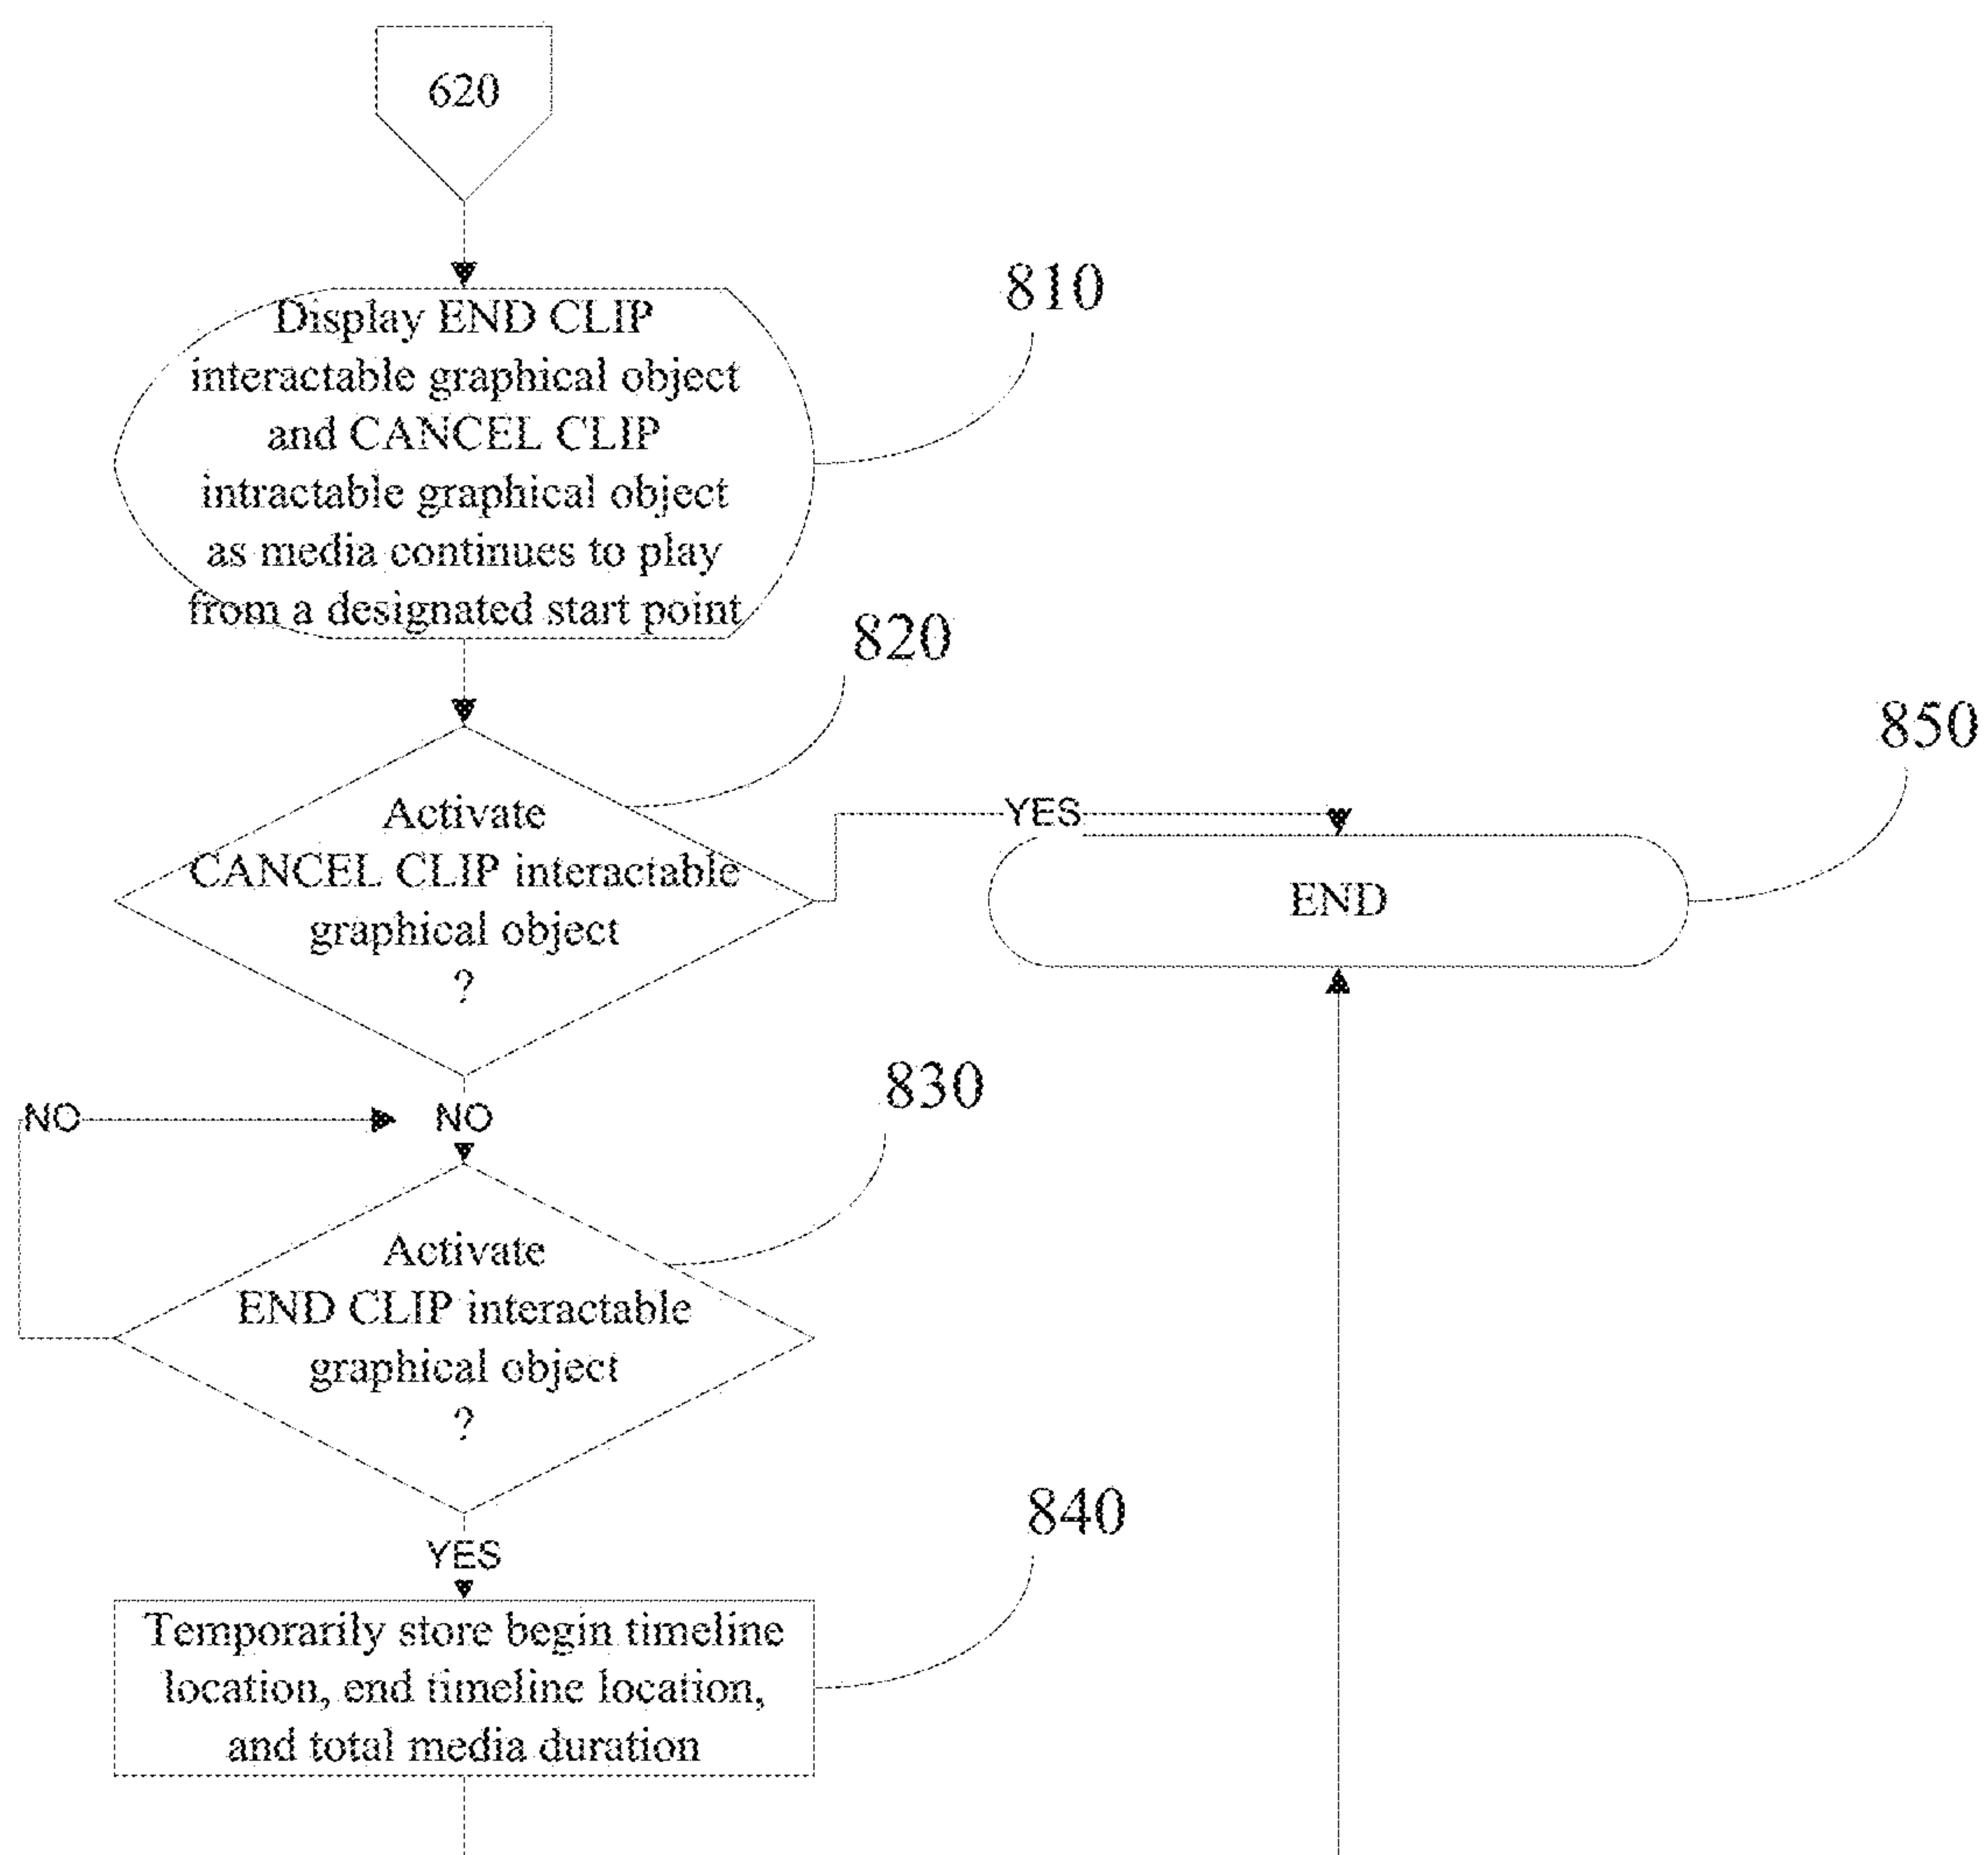 620
810
Display END CLIP
interactable graphical object
and CANCEL CLIP
intractable graphical object
as media continues to play
from a designated start point
820
850
Activate
CANCEL CLIP interactable
graphical object
?
YES
END
830
NO
NO
Activate
END CLIP interactable
graphical object
?
840
YES
Temporarily store begin timeline
location, end timeline location,
and total media duration